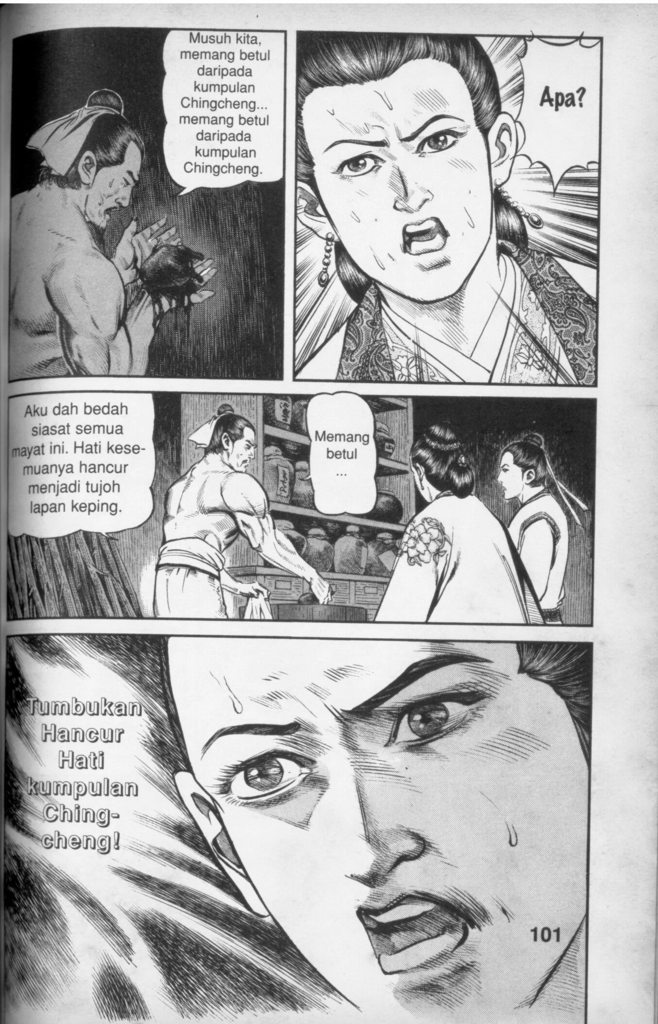 Musuh kita,
memang betul
daripada
kumpulan
Chingcheng...
memang betul
daripada
kumpulan
Chingcheng.
Apa?
Aku dah bedah
siasat semua
mayat ini. Hati kese-
muanya hancur
menjadi tujoh
lapan keping.
Memang
betul
...
Tumbukan
Hancur
Hati
kumpulan
Ching-
cheng!
101